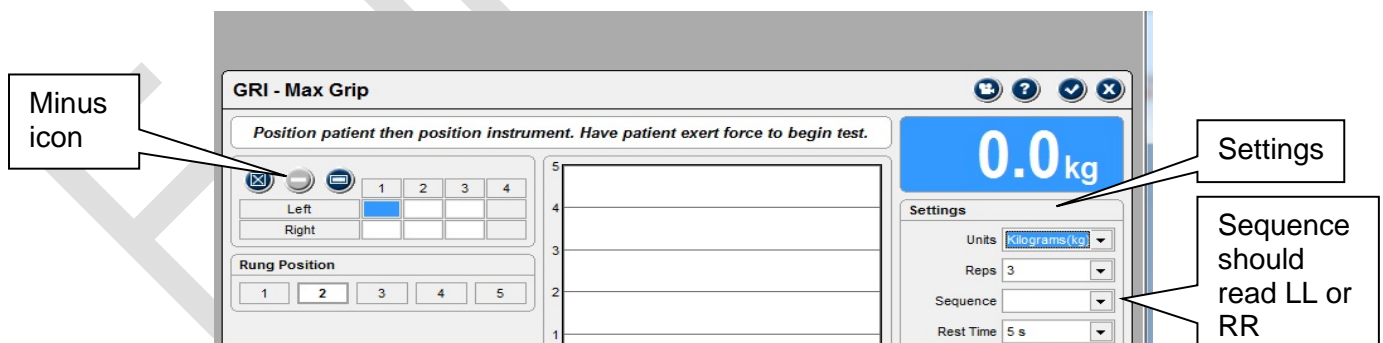 Minus
icon
GRI - Max Grip
?
Position patient then position instrument. Have patient exert force to begin test.
0.0 kg
1 2 3 4
Left
Right
Rung Position
1 2 3 4 5
5
4
3
2
1
Settings
Units Kilograms(kg)
Reps 3
Sequence
Rest Time 5 s
Settings
Sequence
should
read LL or
RR